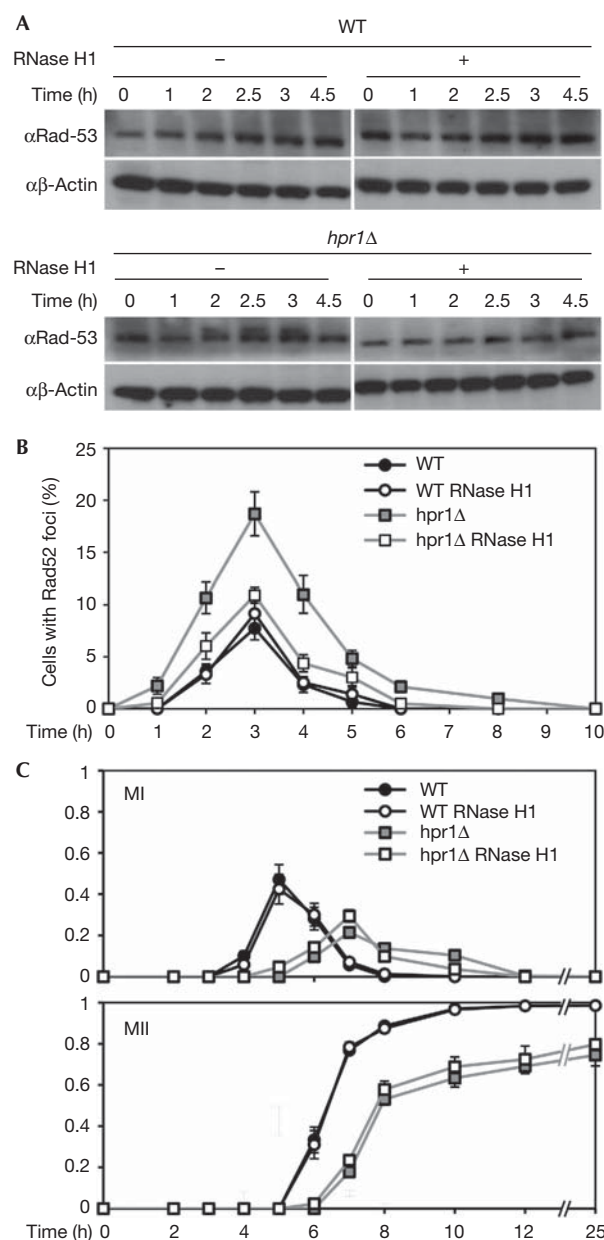 A
WT
RNase H1 – +
Time (h) 0 1 2 2.5 3 4.5 0 1 2 2.5 3 4.5
αRad-53
αβ-Actin
hpr1Δ
RNase H1 – +
Time (h) 0 1 2 2.5 3 4.5 0 1 2 2.5 3 4.5
αRad-53
αβ-Actin
B
Cells with Rad52 foci (%)
25
20
15
10
5
0
WT
WT RNase H1
hpr1Δ
hpr1Δ RNase H1
Time (h) 0 1 2 3 4 5 6 7 8 9 10
C
MI
1
0.8
0.6
0.4
0.2
0
WT
WT RNase H1
hpr1Δ
hpr1Δ RNase H1
MII
1
0.8
0.6
0.4
0.2
0
Time (h) 0 2 4 6 8 10 12 25